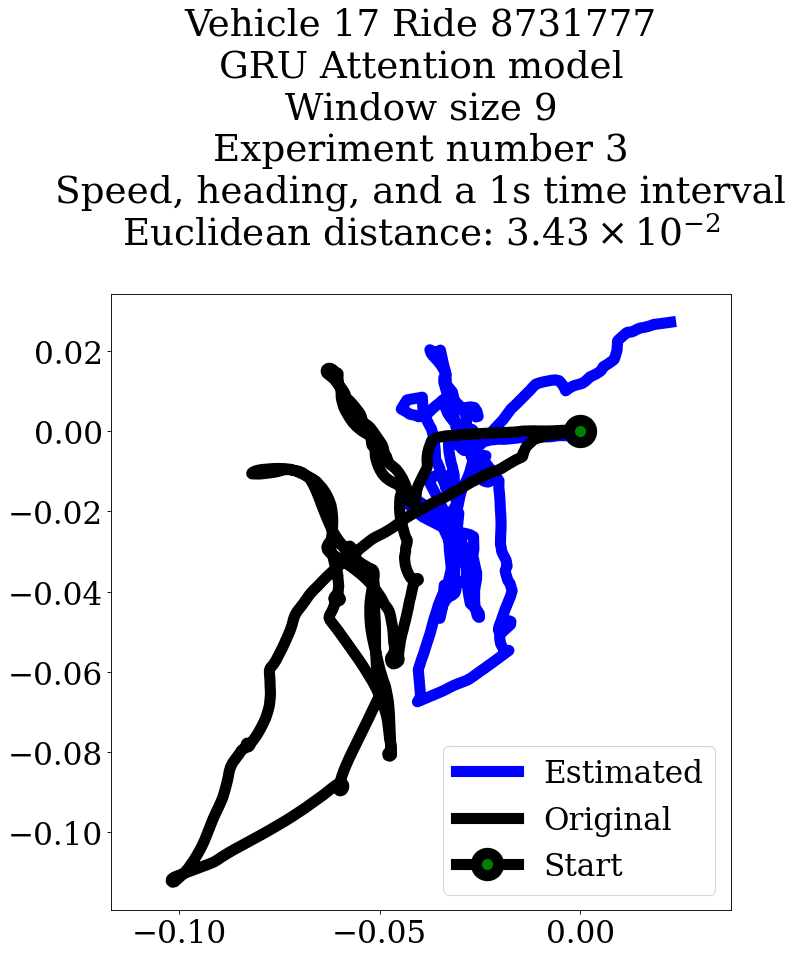 Vehicle 17 Ride 8731777
GRU Attention model
Window size 9
Experiment number 3
Speed, heading, and a 1s time interval
Euclidean distance: 3.43 × 10⁻²
0.02
0.00
−0.02
−0.04
−0.06
−0.08
−0.10
Estimated
Original
Start
−0.10 −0.05 0.00